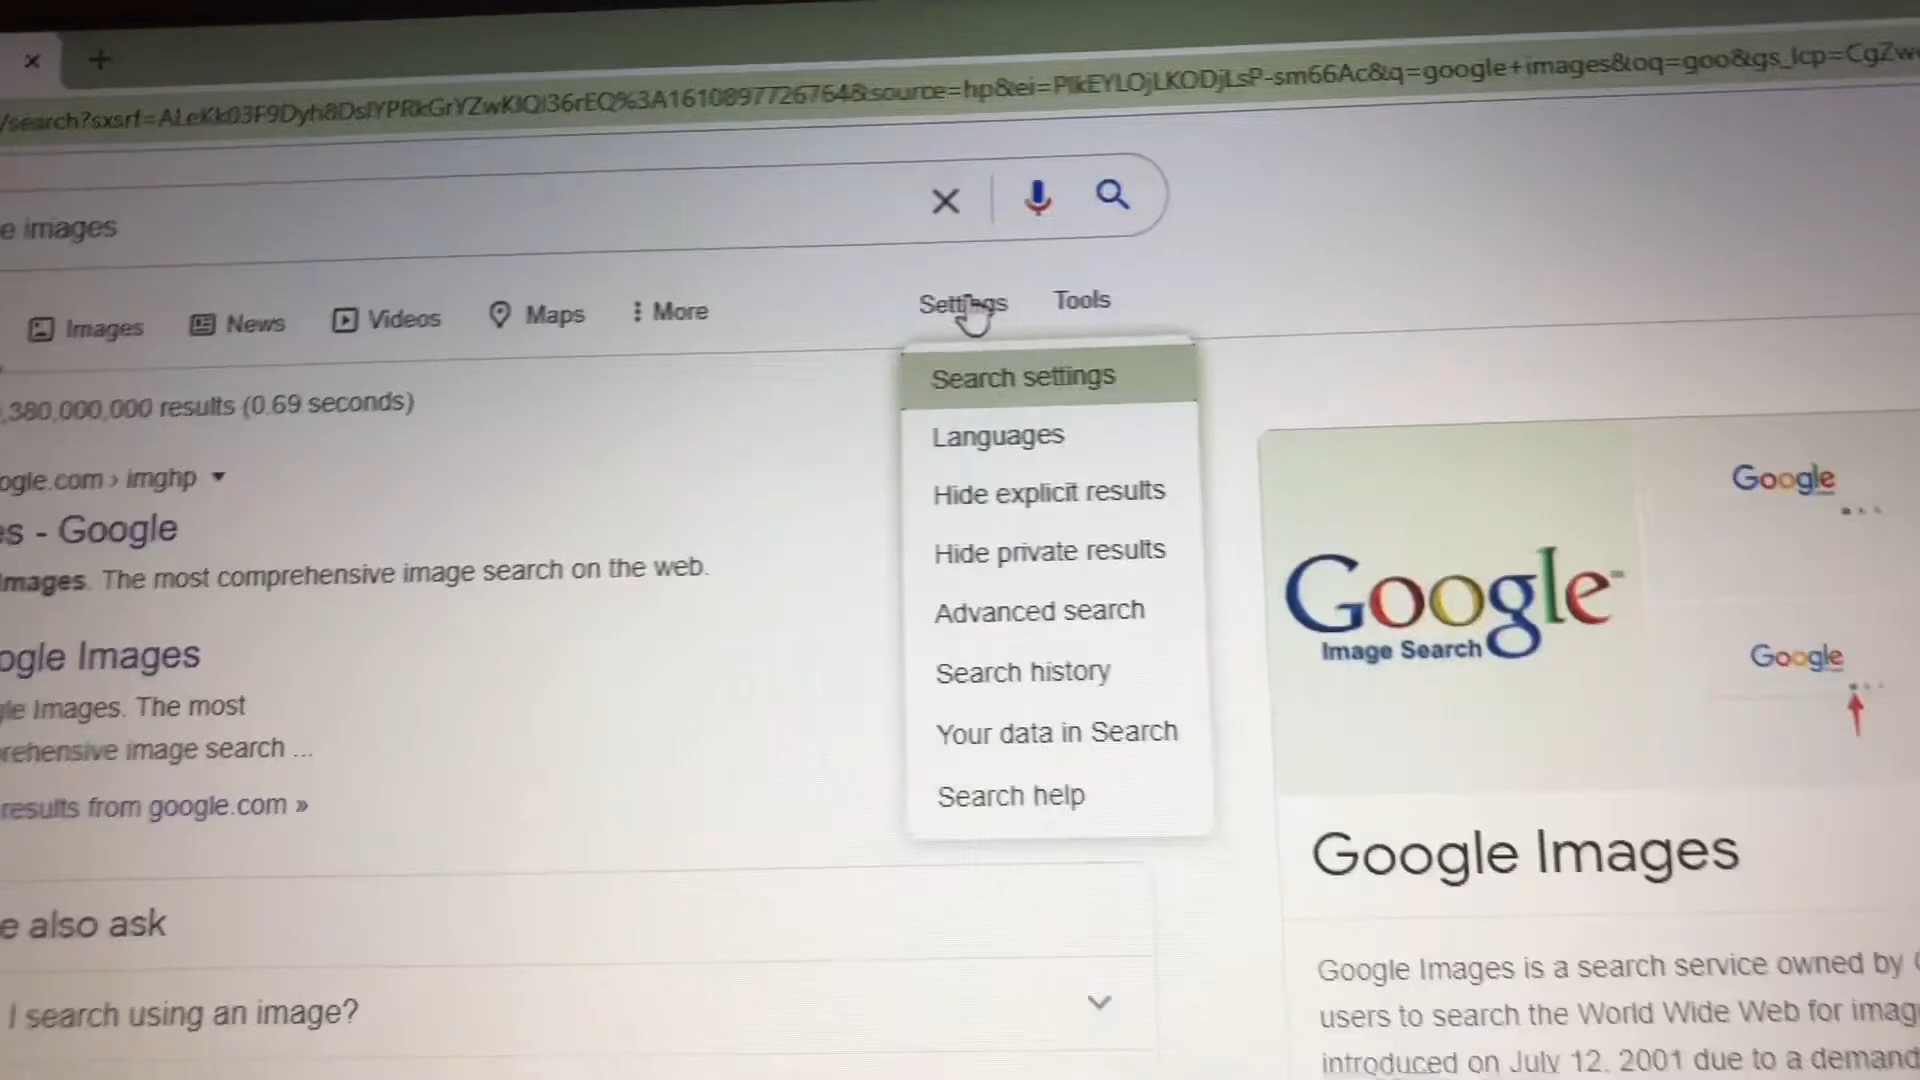 /search?sxsrf=
&source=hp&ei=
&q=google+images&oq=goo&gs_lcp=
e images
Images News Videos Maps More Settings Tools
,380,000,000 results (0.69 seconds)
ogle.com › imghp
es - Google
Images. The most comprehensive image search on the web.
ogle Images
gle Images. The most
rehensive image search ...
results from google.com »
e also ask
I search using an image?
Search settings
Languages
Hide explicit results
Hide private results
Advanced search
Search history
Your data in Search
Search help
Google
Image Search
Google
Google
Google Images
Google Images is a search service owned by
users to search the World Wide Web for imag
introduced on July 12, 2001 due to a demand